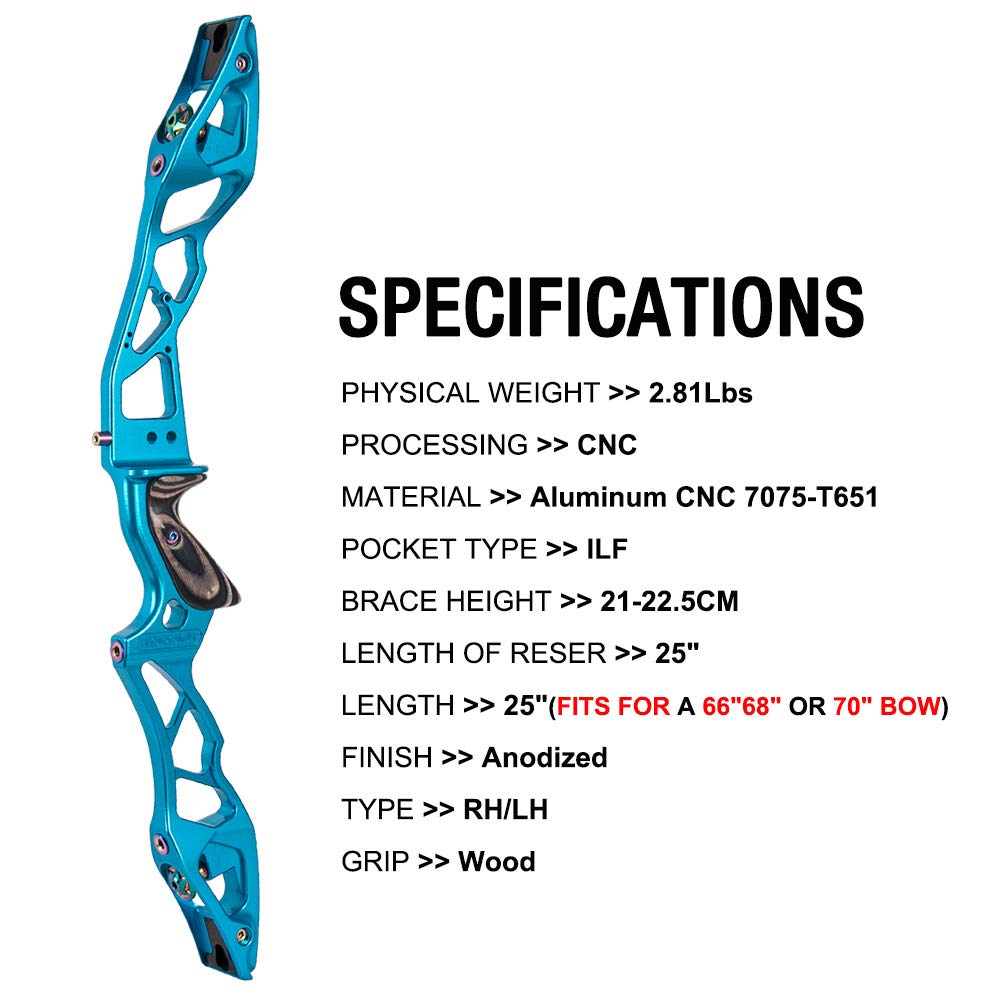 SPECIFICATIONS
PHYSICAL WEIGHT >> 2.81Lbs
PROCESSING >> CNC
MATERIAL >> Aluminum CNC 7075-T651
POCKET TYPE >> ILF
BRACE HEIGHT >> 21-22.5CM
LENGTH OF RESER >> 25"
LENGTH >> 25"(FITS FOR A 66"68" OR 70" BOW)
FINISH >> Anodized
TYPE >> RH/LH
GRIP >> Wood